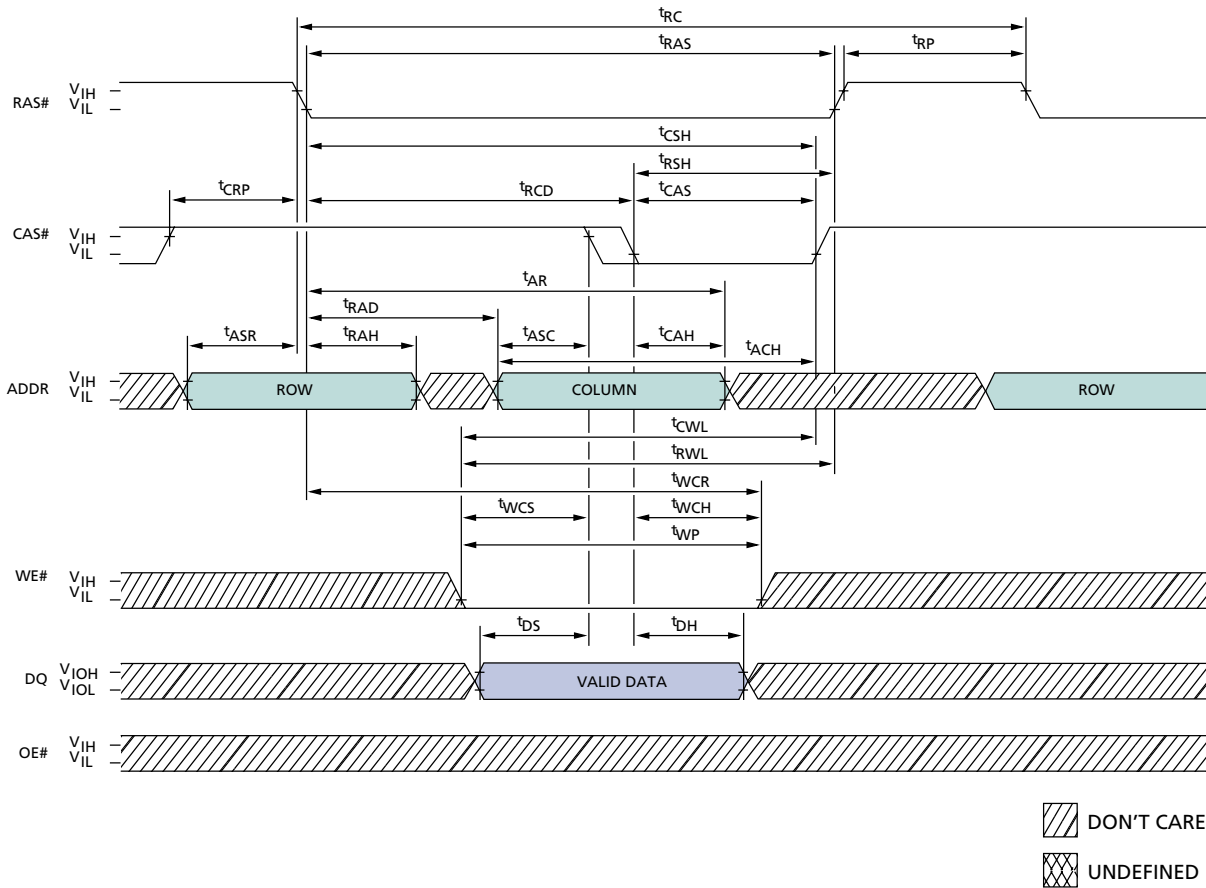 tRC
tRAS
tRP
RAS#
VIH
VIL
tCSH
tRSH
tCRP
tRCD
tCAS
CAS#
VIH
VIL
tAR
tRAD
tASR
tRAH
tASC
tCAH
tACH
ADDR
VIH
VIL
ROW
COLUMN
ROW
tCWL
tRWL
tWCR
tWCS
tWCH
tWP
WE#
VIH
VIL
tDS
tDH
DQ
VIOH
VIOL
VALID DATA
OE#
VIH
VIL
DON'T CARE
UNDEFINED